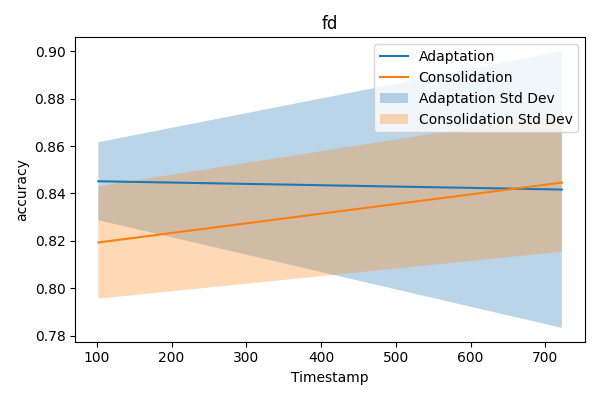 fd
Adaptation
Consolidation
Adaptation Std Dev
Consolidation Std Dev
accuracy
0.90
0.88
0.86
0.84
0.82
0.80
0.78
100 200 300 400 500 600 700
Timestamp